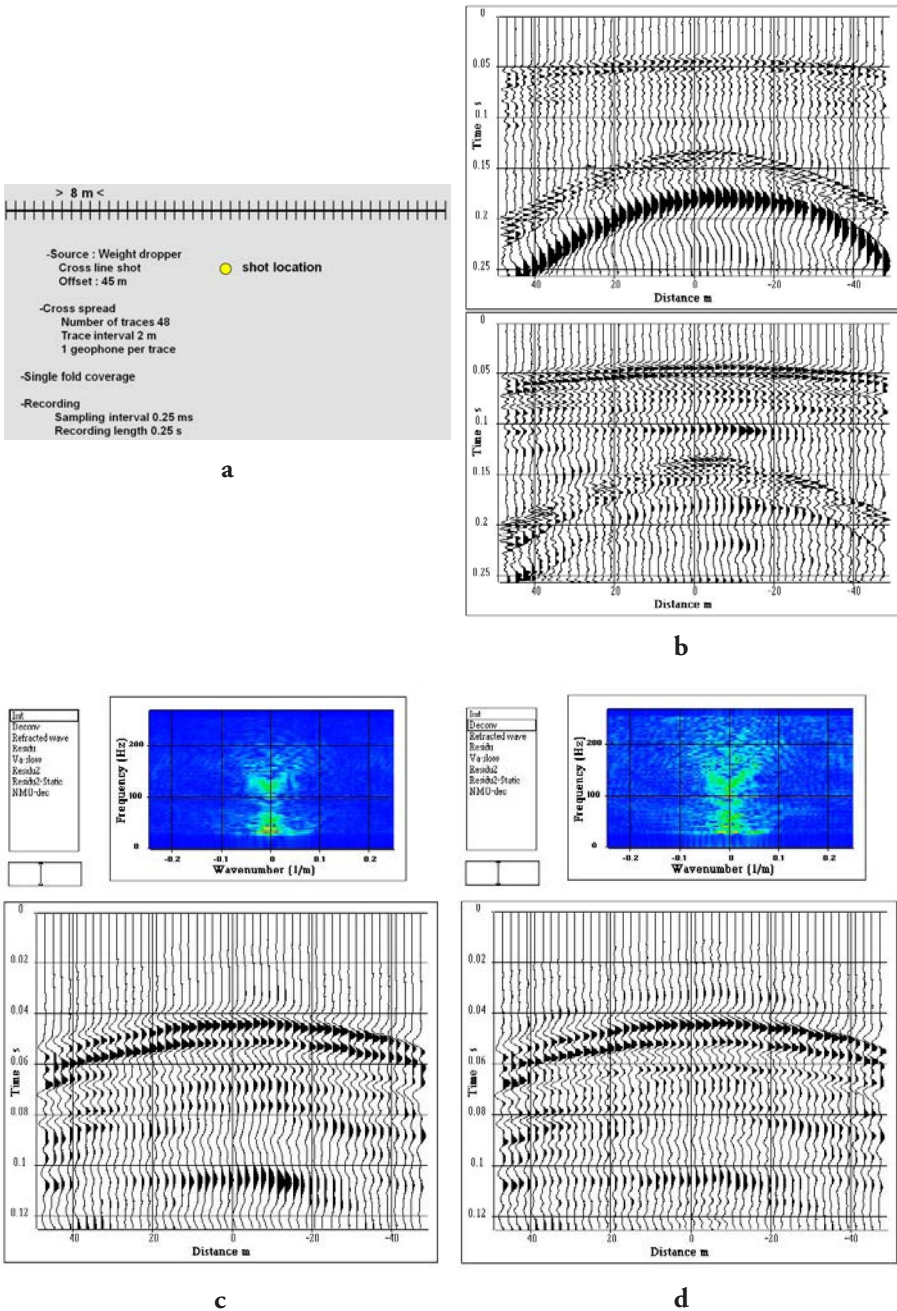 > 8 m <
-Source : Weight dropper
Cross line shot
Offset : 45 m
shot location
-Cross spread
Number of traces 48
Trace interval 2 m
1 geophone per trace
-Single fold coverage
-Recording
Sampling interval 0.25 ms
Recording length 0.25 s
a
0
0.05
0.1
0.15
0.2
0.25
Time s
40 20 0 -20 -40
Distance m
0
0.05
0.1
0.15
0.2
0.25
Time s
40 20 0 -20 -40
Distance m
b
Init
Deconv
Refracted wave
Residu
Va-slow
Residu2
Residu2-Static
NMO-dec
Frequency (Hz)
200
100
0
-0.2 -0.1 0 0.1 0.2
Wavenumber (1/m)
0
0.02
0.04
0.06
0.08
0.1
0.12
Time s
40 20 0 -20 -40
Distance m
c
Init
Deconv
Refracted wave
Residu
Va-slow
Residu2
Residu2-Static
NMO-dec
Frequency (Hz)
200
100
0
-0.2 -0.1 0 0.1 0.2
Wavenumber (1/m)
0
0.02
0.04
0.06
0.08
0.1
0.12
Time s
40 20 0 -20 -40
Distance m
d